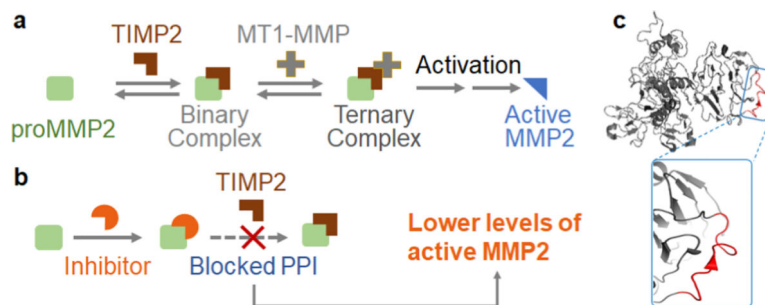 a
TIMP2
MT1-MMP
Activation
proMMP2
Binary
Complex
Ternary
Complex
Active
MMP2
b
TIMP2
Inhibitor
Blocked PPI
Lower levels of
active MMP2
c